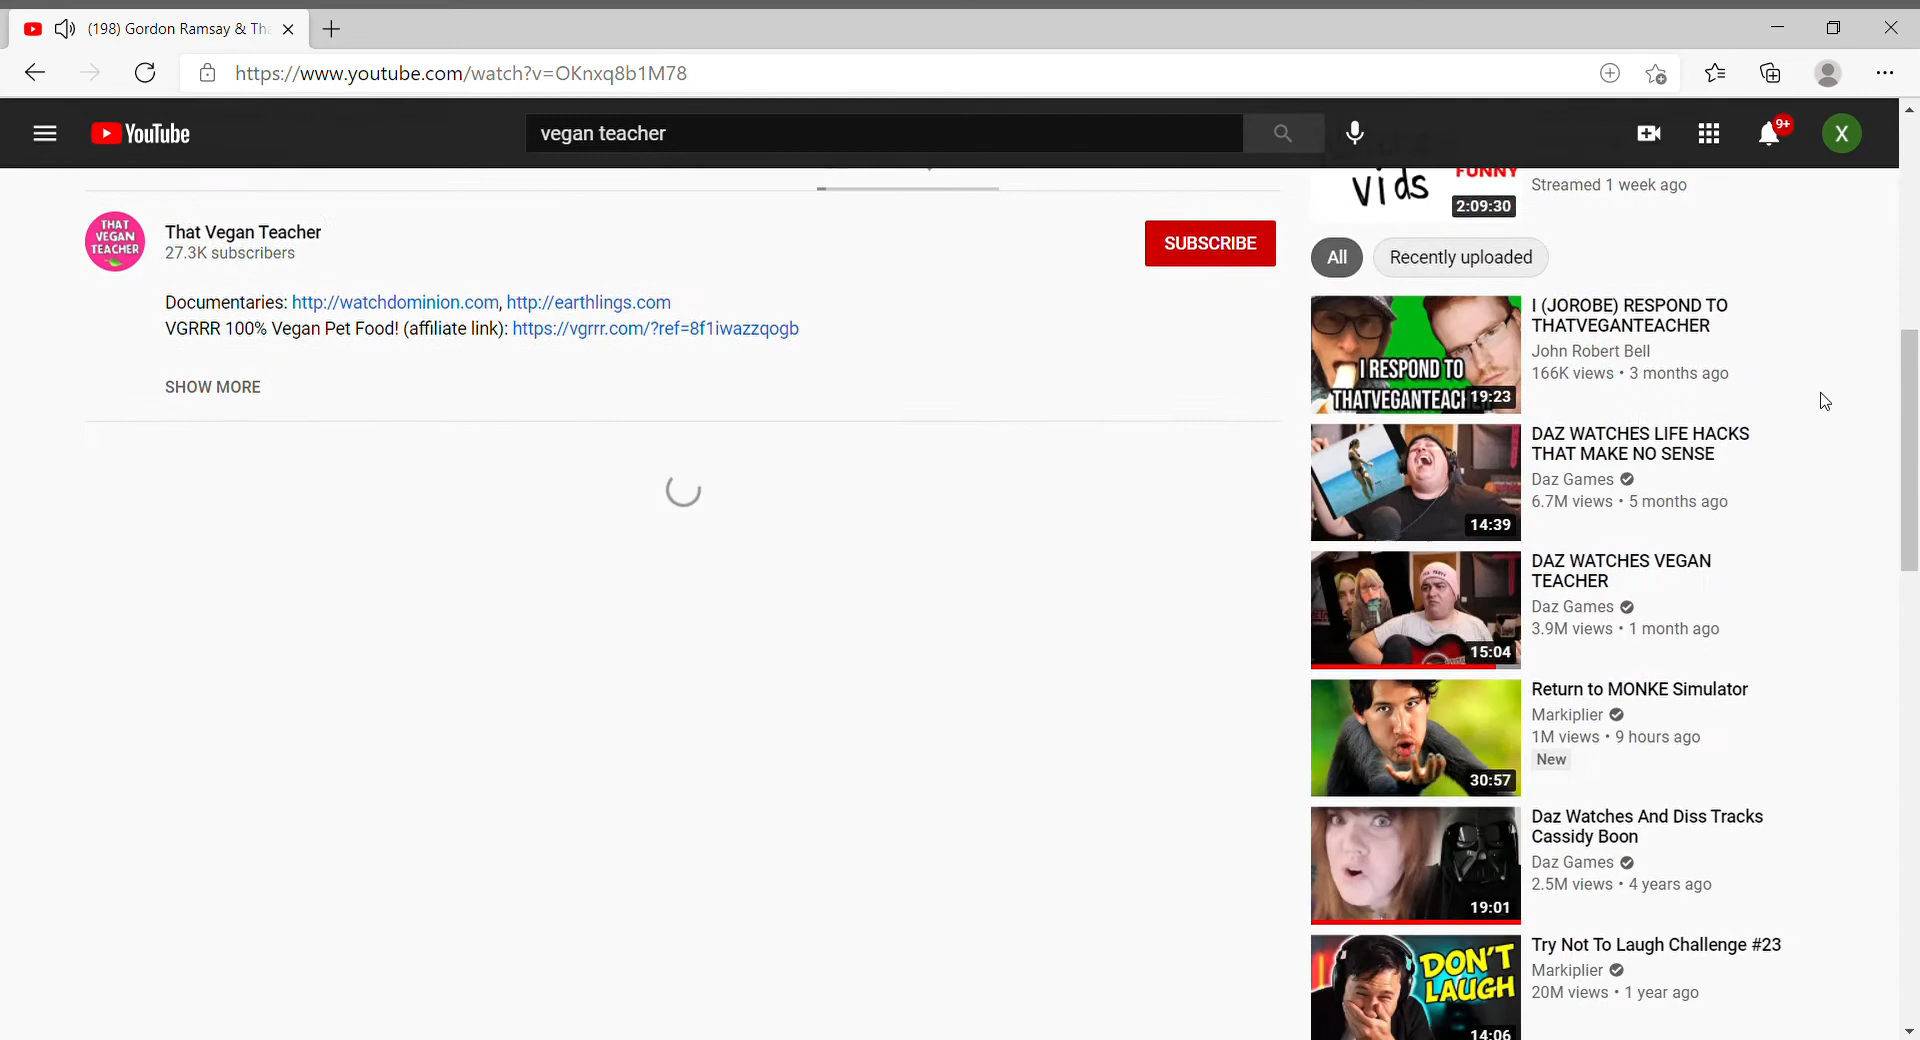 (198) Gordon Ramsay & Tha
https://www.youtube.com/watch?v=OKnxq8b1M78
YouTube
vegan teacher
9+
X
THAT
VEGAN
TEACHER
That Vegan Teacher
27.3K subscribers
SUBSCRIBE
Documentaries: http://watchdominion.com, http://earthlings.com
VGRRR 100% Vegan Pet Food! (affiliate link): https://vgrrr.com/?ref=8f1iwazzqogb
SHOW MORE
FUNNY
vids
2:09:30
Streamed 1 week ago
All
Recently uploaded
I RESPOND TO
THATVEGANTEACH
19:23
I (JOROBE) RESPOND TO
THATVEGANTEACHER
John Robert Bell
166K views • 3 months ago
14:39
DAZ WATCHES LIFE HACKS
THAT MAKE NO SENSE
Daz Games
6.7M views • 5 months ago
15:04
DAZ WATCHES VEGAN
TEACHER
Daz Games
3.9M views • 1 month ago
30:57
Return to MONKE Simulator
Markiplier
1M views • 9 hours ago
New
19:01
Daz Watches And Diss Tracks
Cassidy Boon
Daz Games
2.5M views • 4 years ago
DON'T
LAUGH
14:06
Try Not To Laugh Challenge #23
Markiplier
20M views • 1 year ago